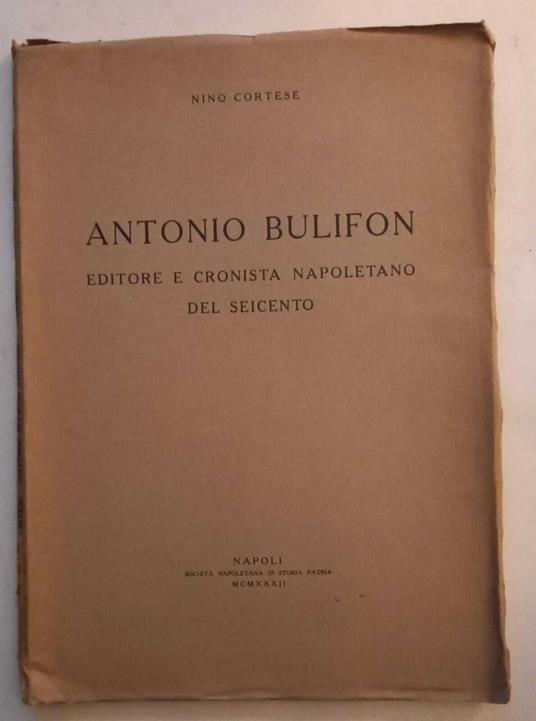 NINO CORTESE
ANTONIO BULIFON
EDITORE E CRONISTA NAPOLETANO
DEL SEICENTO
NAPOLI
SOCIETÀ NAPOLETANA DI STORIA PATRIA
MCMXXXII